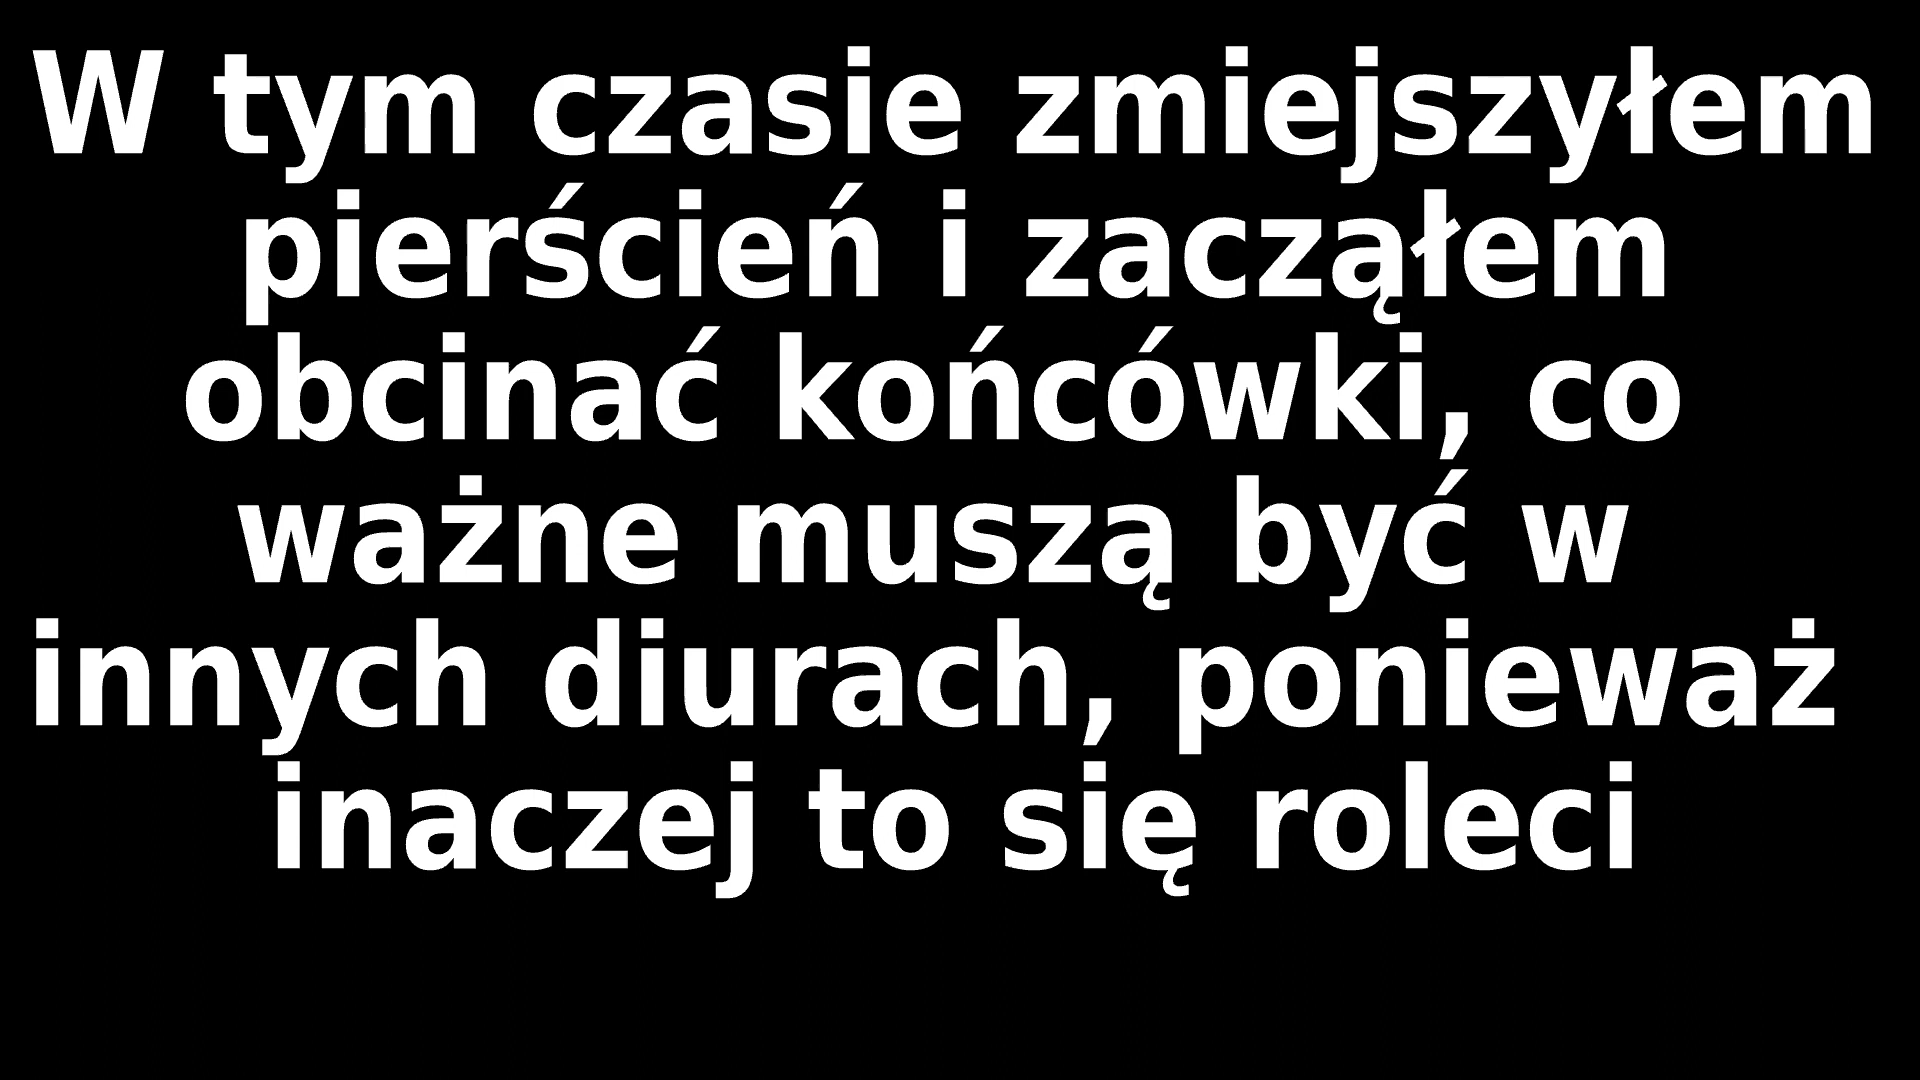 W tym czasie zmiejszyłem
pierścień i zacząłem
obcinać końcówki, co
ważne muszą być w
innych diurach, ponieważ
inaczej to się roleci